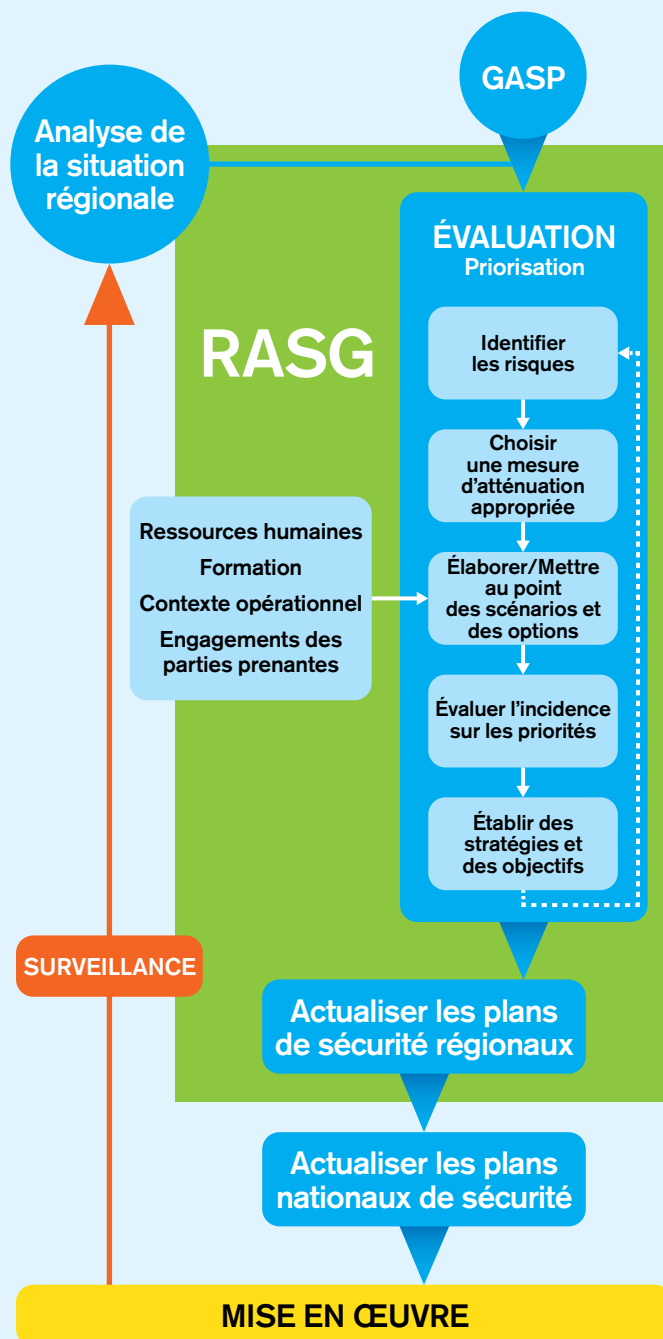 GASP
Analyse de
la situation
régionale
ÉVALUATION
Priorisation
RASG
Identifier
les risques
Choisir
une mesure
d'atténuation
appropriée
Ressources humaines
Formation
Contexte opérationnel
Engagements des
parties prenantes
Élaborer/Mettre
au point
des scénarios et
des options
Évaluer l'incidence
sur les priorités
Établir des
stratégies et
des objectifs
SURVEILLANCE
Actualiser les plans
de sécurité régionaux
Actualiser les plans
nationaux de sécurité
MISE EN ŒUVRE